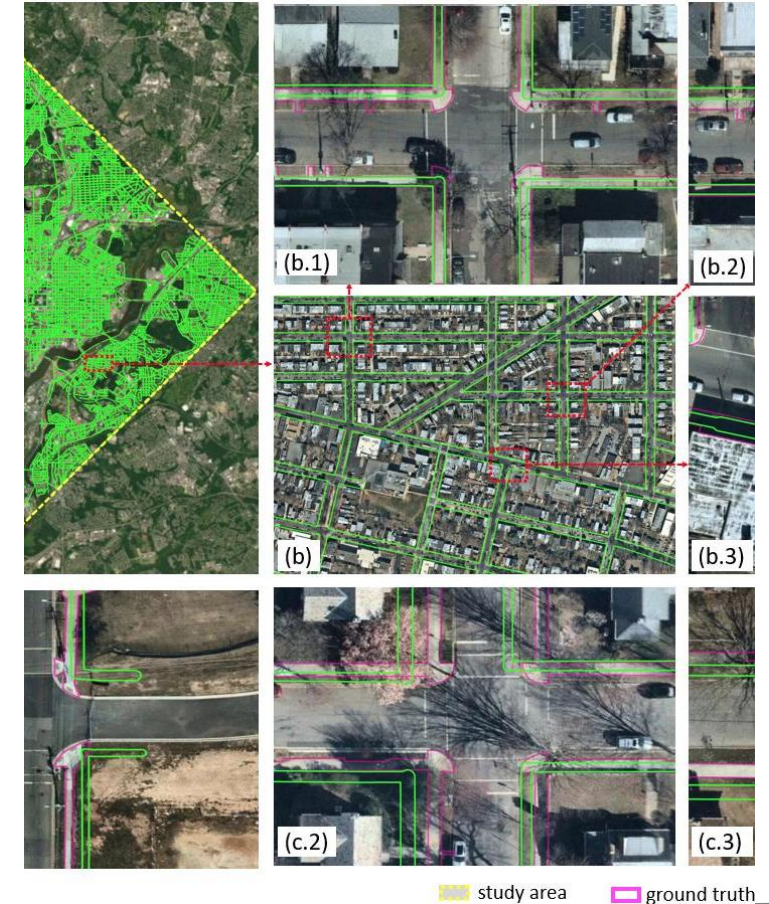 (b.1)
(b.2)
(b)
(b.3)
(c.2)
(c.3)
study area
ground truth_